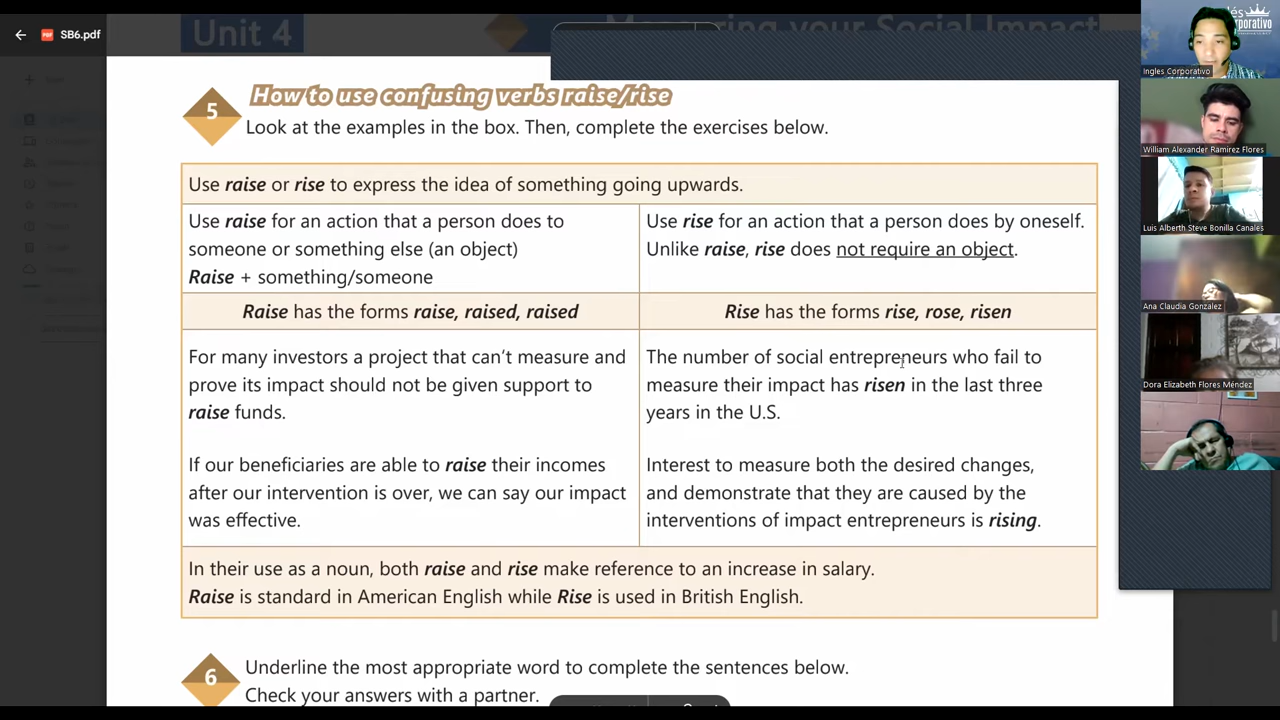 SB6.pdf
Unit 4
Measuring your Social Impact
5
How to use confusing verbs raise/rise
Look at the examples in the box. Then, complete the exercises below.
Use raise or rise to express the idea of something going upwards.
Use raise for an action that a person does to
someone or something else (an object)
Raise + something/someone
Use rise for an action that a person does by oneself.
Unlike raise, rise does not require an object.
Raise has the forms raise, raised, raised
Rise has the forms rise, rose, risen
For many investors a project that can't measure and
prove its impact should not be given support to
raise funds.
If our beneficiaries are able to raise their incomes
after our intervention is over, we can say our impact
was effective.
The number of social entrepreneurs who fail to
measure their impact has risen in the last three
years in the U.S.
Interest to measure both the desired changes,
and demonstrate that they are caused by the
interventions of impact entrepreneurs is rising.
In their use as a noun, both raise and rise make reference to an increase in salary.
Raise is standard in American English while Rise is used in British English.
6
Underline the most appropriate word to complete the sentences below.
Check your answers with a partner.
Ingles Corporativo
William Alexander Ramirez Flores
Luis Alberth Steve Bonilla Canales
Ana Claudia Gonzalez
Dora Elizabeth Flores Méndez